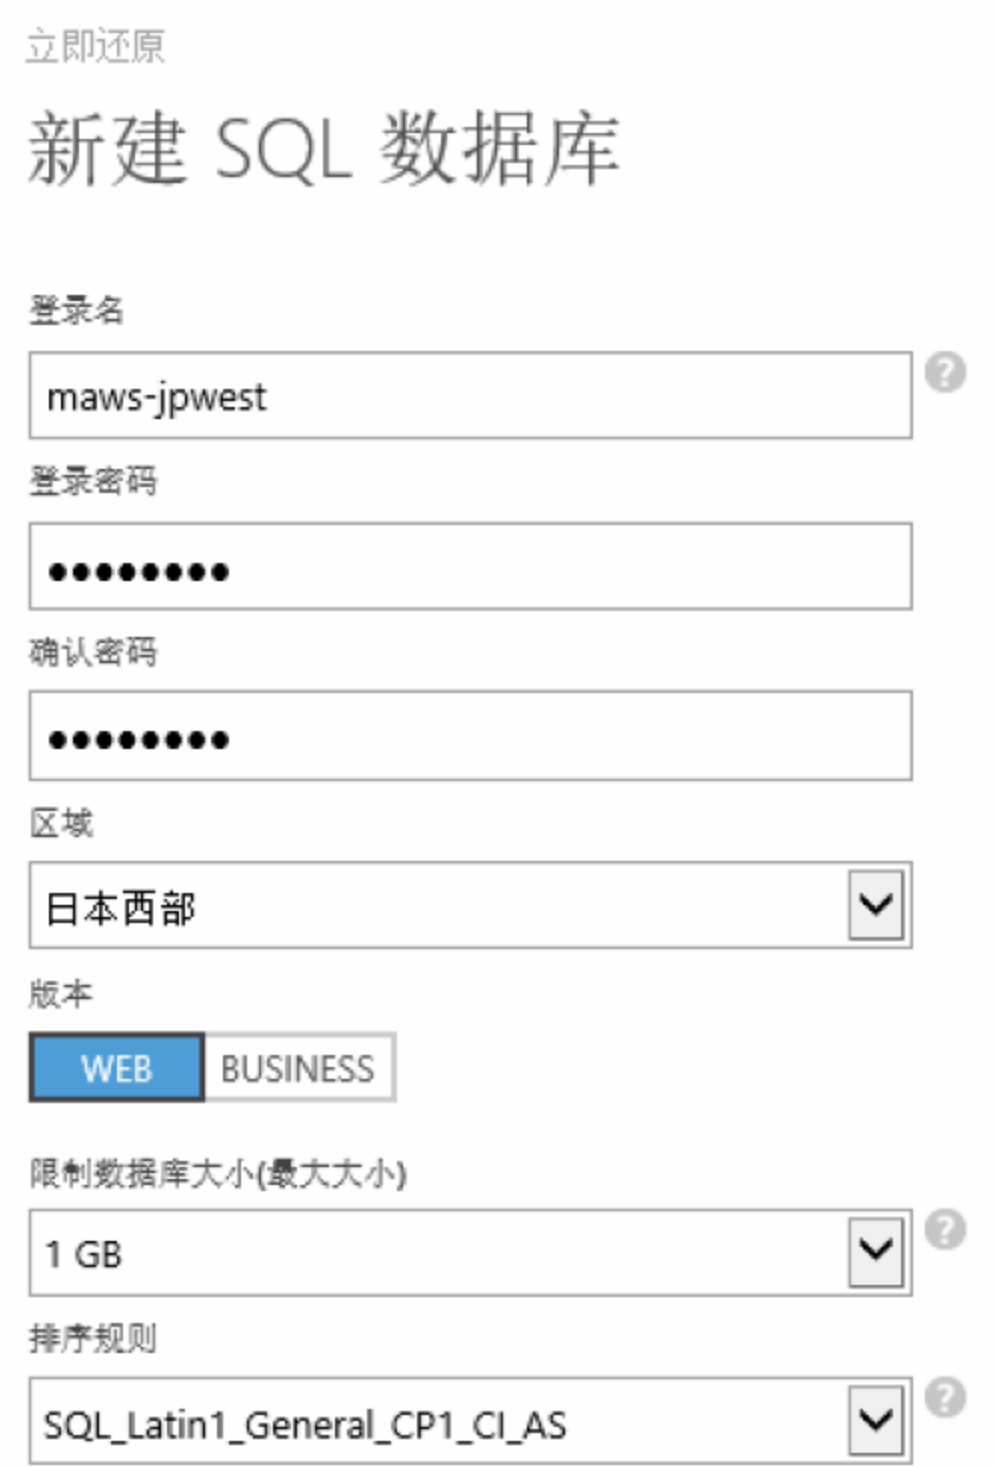 立即还原
新建 SQL 数据库
登录名
maws-jpwest
登录密码
●●●●●●●●
确认密码
●●●●●●●●
区域
日本西部
版本
WEB BUSINESS
限制数据库大小(最大大小)
1 GB
排序规则
SQL_Latin1_General_CP1_CI_AS